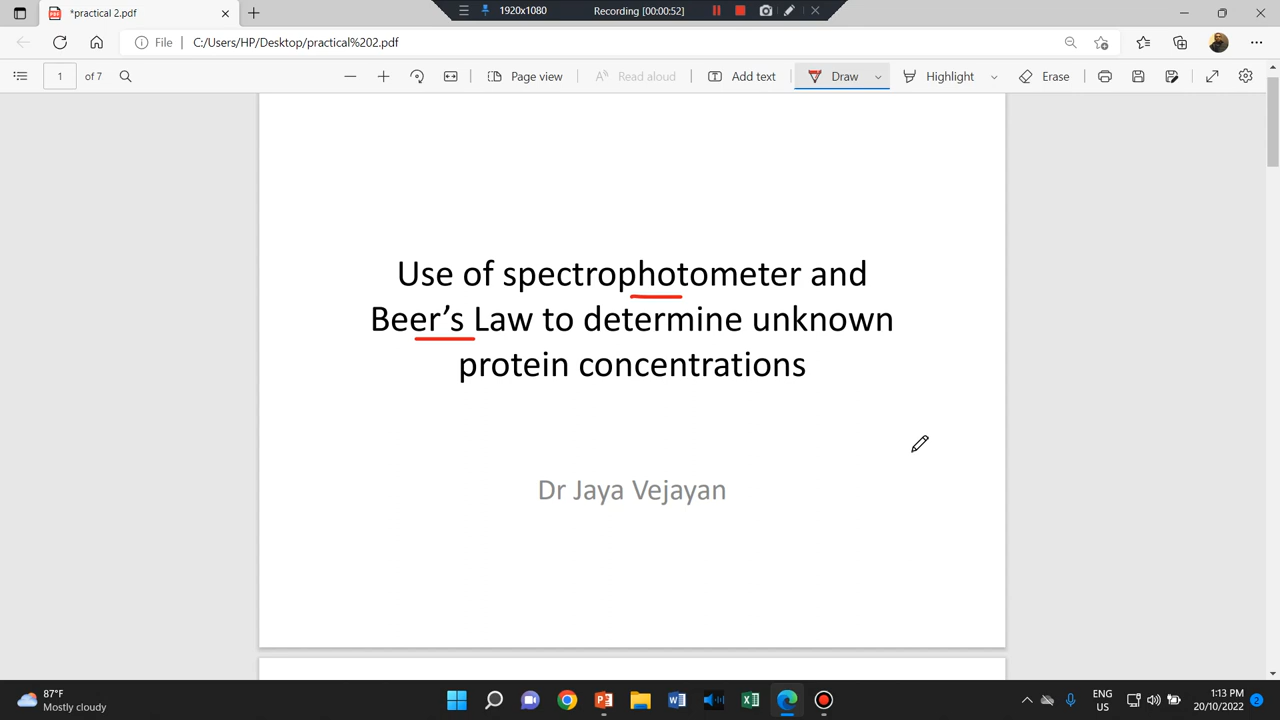 *practical 2.pdf
1920x1080
Recording [00:00:52]
File
C:/Users/HP/Desktop/practical%202.pdf
1
of 7
Page view
Read aloud
Add text
Draw
Highlight
Erase
Use of spectrophotometer and
Beer’s Law to determine unknown
protein concentrations
Dr Jaya Vejayan
87°F
Mostly cloudy
ENG
US
1:13 PM
20/10/2022
2